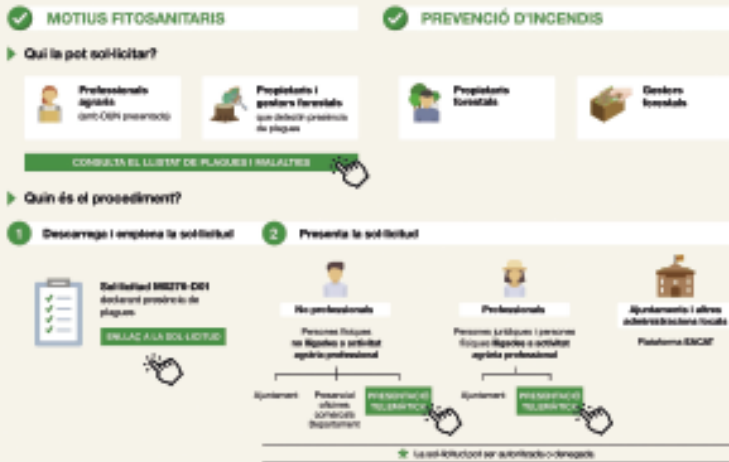 MOTIUS FITOSANITARIS
PREVENCIÓ D'INCENDIS
Qui la pot sol·licitar?
Professionals
agraris
(amb DUN presentada)
Propietaris i
gestors forestals
que detectin presència
de plagues
Propietaris
forestals
Gestors
forestals
CONSULTA EL LLISTAT DE PLAGUES I MALALTIES
Quin és el procediment?
1 Descarrega i emplena la sol·licitud
2 Presenta la sol·licitud
Sol·licitud
declarant presència de
plagues
ENLLAÇ A LA SOL·LICITUD
No professionals
Persones físiques
no lligades a activitat
agrària professional
Ajuntament
Presencial
oficines
comarcals
Departament
PRESENTACIÓ
TELEMÀTICA
Professionals
Persones jurídiques i persones
físiques lligades a activitat
agrària professional
Ajuntament
PRESENTACIÓ
TELEMÀTICA
Ajuntaments i altres
administracions locals
Plataforma EACAT
La sol·licitud pot ser autoritzada o denegada